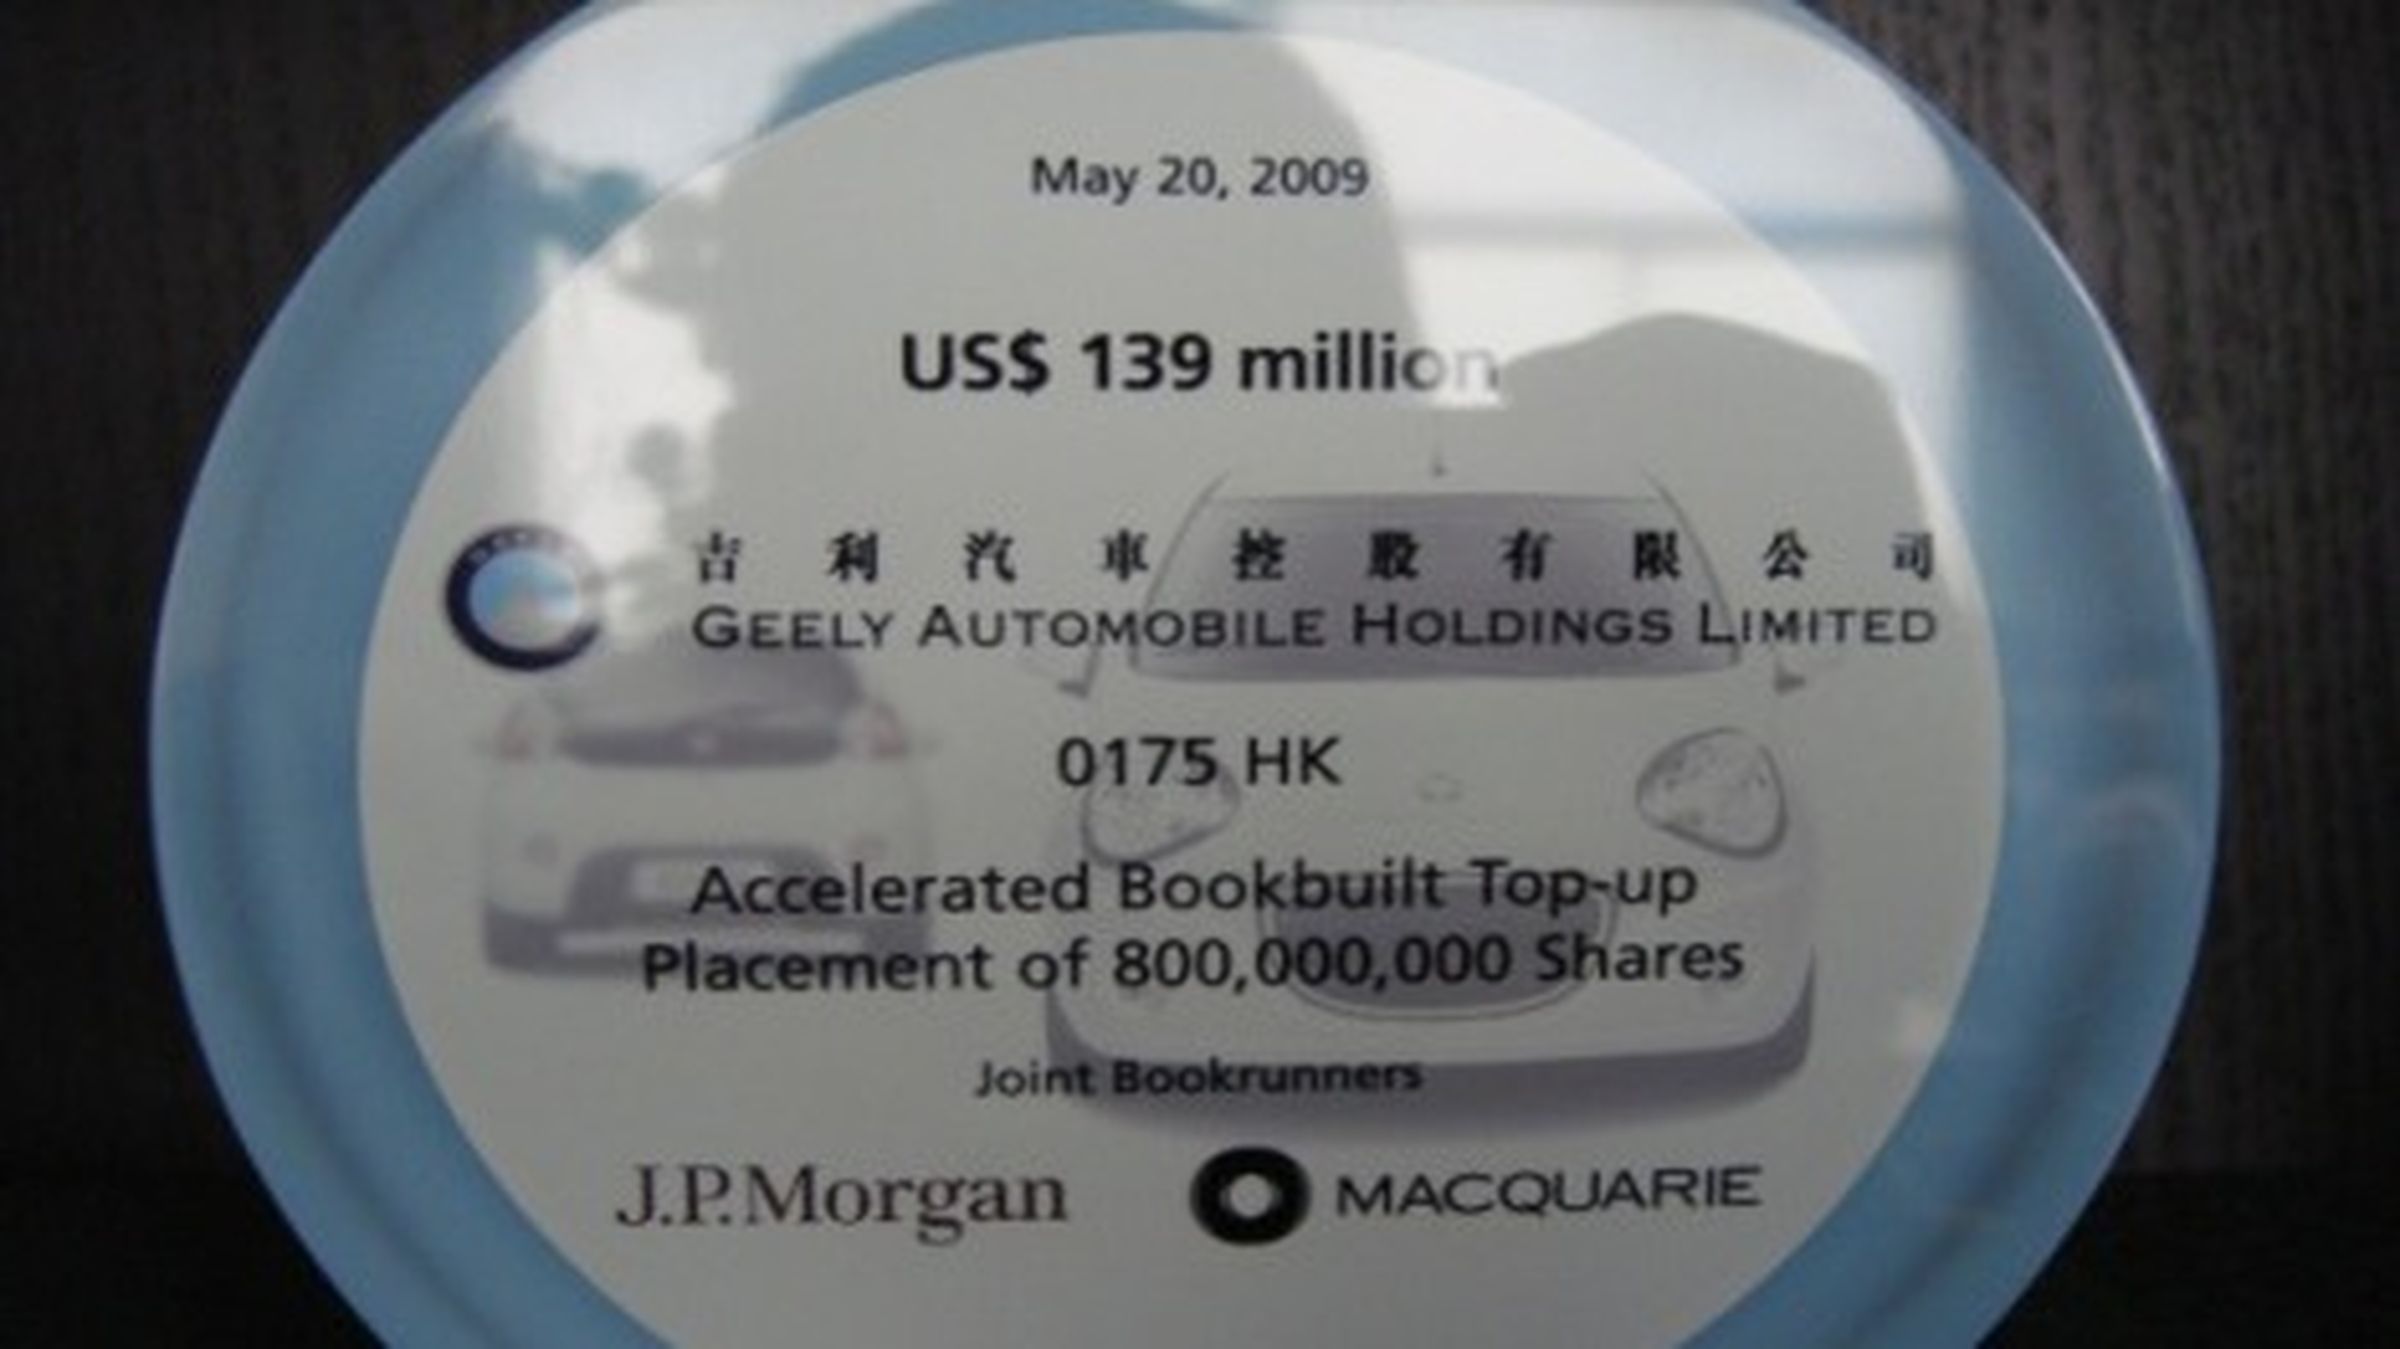 May 20, 2009
US$ 139 million
吉利汽車控股有限公司
GEELY AUTOMOBILE HOLDINGS LIMITED
0175 HK
Accelerated Bookbuilt Top-up
Placement of 800,000,000 Shares
Joint Bookrunners
J.P.Morgan
MACQUARIE